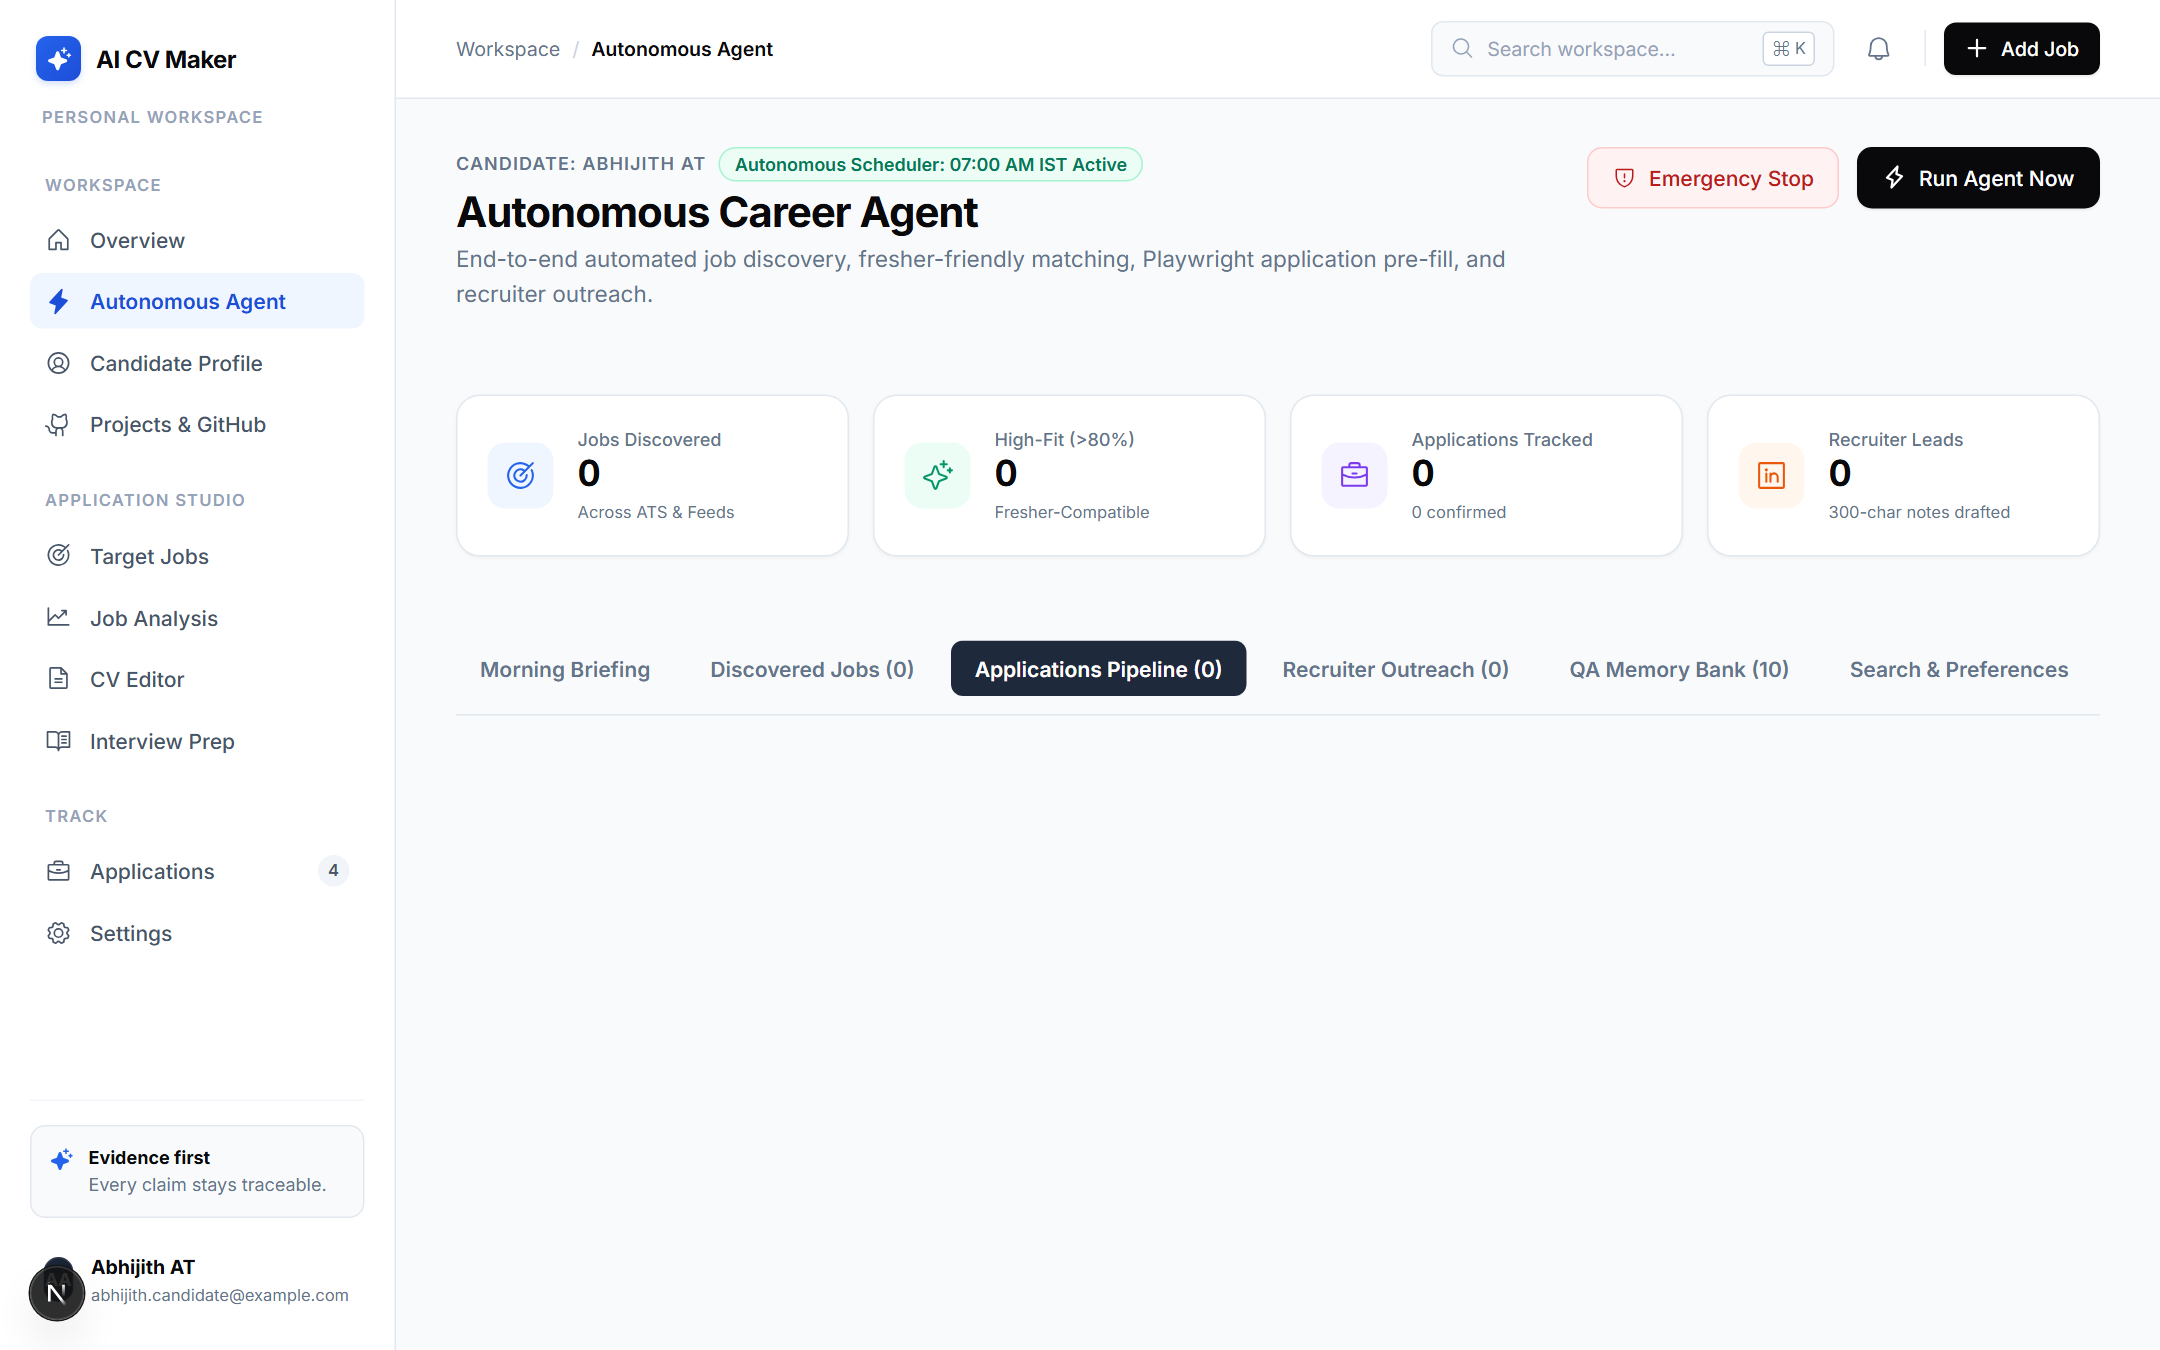 AI CV Maker
PERSONAL WORKSPACE
WORKSPACE
Overview
Autonomous Agent
Candidate Profile
Projects & GitHub
APPLICATION STUDIO
Target Jobs
Job Analysis
CV Editor
Interview Prep
TRACK
Applications 4
Settings
Evidence first
Every claim stays traceable.
N
Abhijith AT
abhijith.candidate@example.com
Workspace / Autonomous Agent
Search workspace... ⌘ K
Add Job
CANDIDATE: ABHIJITH AT
Autonomous Scheduler: 07:00 AM IST Active
Autonomous Career Agent
End-to-end automated job discovery, fresher-friendly matching, Playwright application pre-fill, and
recruiter outreach.
Emergency Stop
Run Agent Now
Jobs Discovered
0
Across ATS & Feeds
High-Fit (>80%)
0
Fresher-Compatible
Applications Tracked
0
0 confirmed
in
Recruiter Leads
0
300-char notes drafted
Morning Briefing
Discovered Jobs (0)
Applications Pipeline (0)
Recruiter Outreach (0)
QA Memory Bank (10)
Search & Preferences